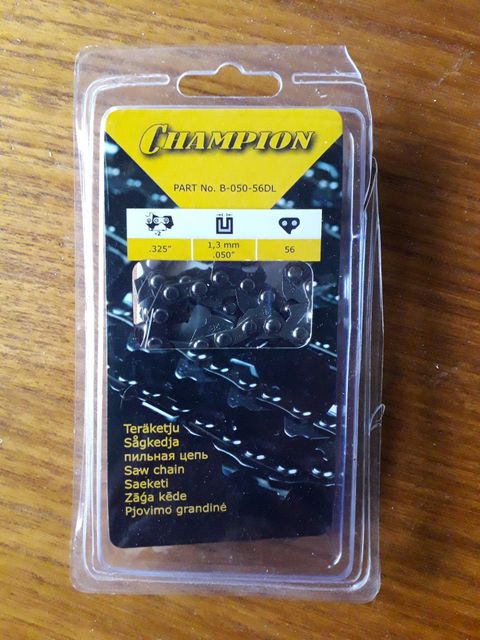 CHAMPION
PART No. B-050-56DL
÷2
.325" 1,3 mm 56
.050"
Teräketju
Sågkedja
пильная цепь
Saw chain
Saeketi
Zāģa ķēde
Pjovimo grandinė